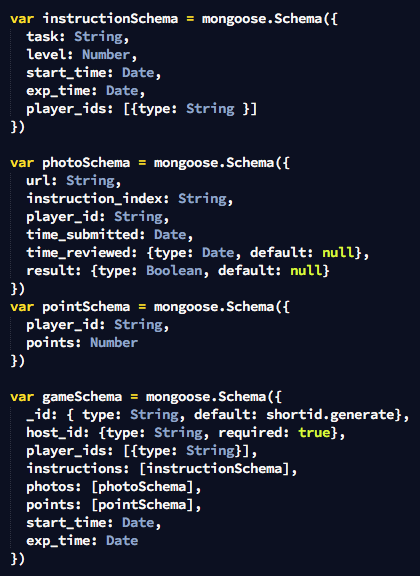 var instructionSchema = mongoose.Schema({
  task: String,
  level: Number,
  start_time: Date,
  exp_time: Date,
  player_ids: [{type: String }]
})

var photoSchema = mongoose.Schema({
  url: String,
  instruction_index: String,
  player_id: String,
  time_submitted: Date,
  time_reviewed: {type: Date, default: null},
  result: {type: Boolean, default: null}
})
var pointSchema = mongoose.Schema({
  player_id: String,
  points: Number
})

var gameSchema = mongoose.Schema({
  _id: { type: String, default: shortid.generate},
  host_id: {type: String, required: true},
  player_ids: [{type: String}],
  instructions: [instructionSchema],
  photos: [photoSchema],
  points: [pointSchema],
  start_time: Date,
  exp_time: Date
})